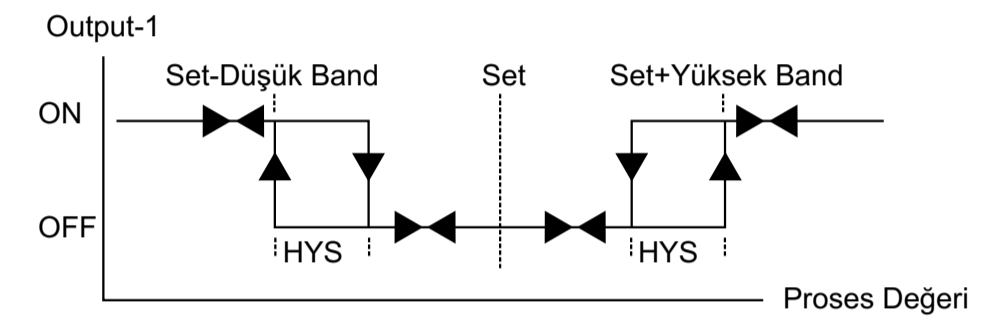 Output-1
Set-Düşük Band Set Set+Yüksek Band
ON
OFF
HYS HYS
Proses Değeri